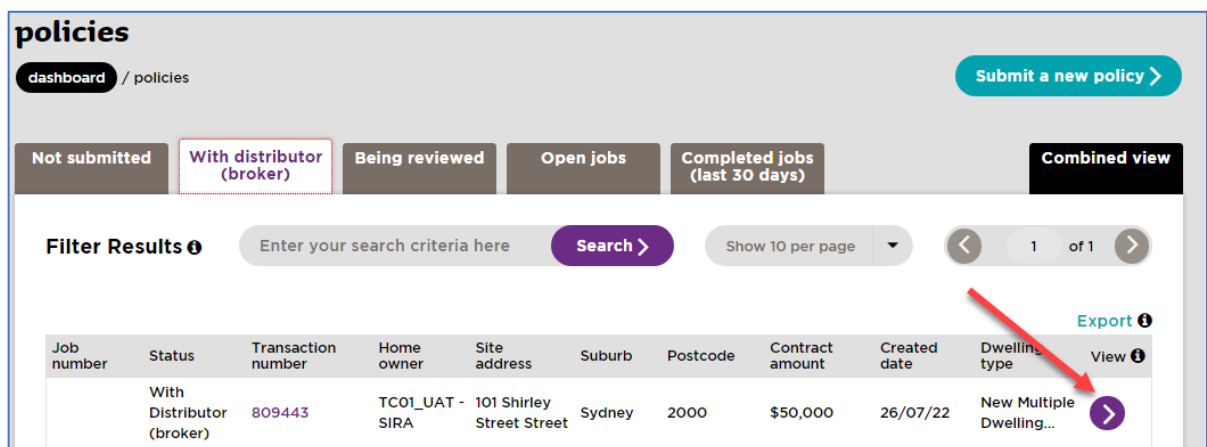 policies
dashboard / policies
Submit a new policy
Not submitted
With distributor
(broker)
Being reviewed
Open jobs
Completed jobs
(last 30 days)
Combined view
Filter Results
Enter your search criteria here
Search
Show 10 per page
1 of 1
Export
Job
number
Status
Transaction
number
Home
owner
Site
address
Suburb
Postcode
Contract
amount
Created
date
Dwelling
type
View
With
Distributor
(broker)
809443
TC01_UAT -
SIRA
101 Shirley
Street Street
Sydney
2000
$50,000
26/07/22
New Multiple
Dwelling...